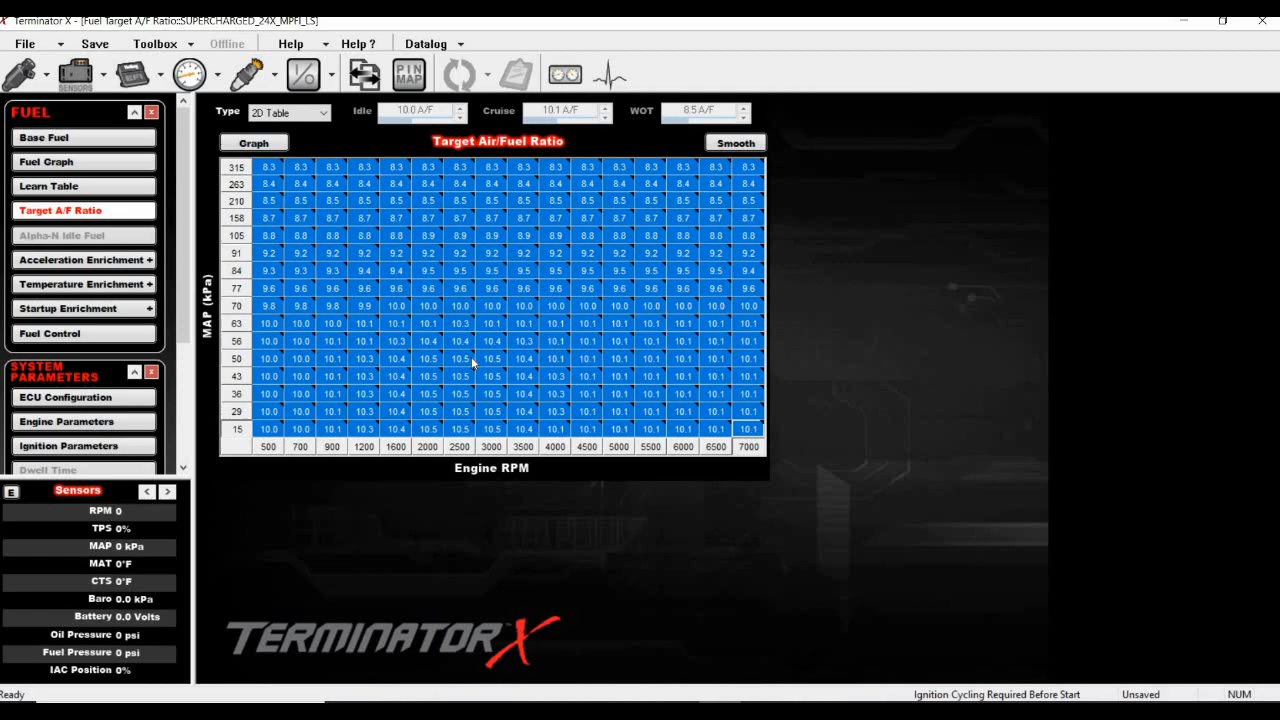 Terminator X - [Fuel Target A/F Ratio::SUPERCHARGED_24X_MPFI_LS]
File Save Toolbox Offline Help Help ? Datalog
SENSORS
I/O
PIN MAP
FUEL
Base Fuel
Fuel Graph
Learn Table
Target A/F Ratio
Alpha-N Idle Fuel
Acceleration Enrichment +
Temperature Enrichment +
Startup Enrichment +
Fuel Control
SYSTEM
PARAMETERS
ECU Configuration
Engine Parameters
Ignition Parameters
Dwell Time
E Sensors < >
RPM 0
TPS 0%
MAP 0 kPa
MAT 0°F
CTS 0°F
Baro 0.0 kPa
Battery 0.0 Volts
Oil Pressure 0 psi
Fuel Pressure 0 psi
IAC Position 0%
Type 2D Table Idle 10.0 A/F Cruise 10.1 A/F WOT 8.5 A/F
Graph Target Air/Fuel Ratio Smooth
MAP (kPa)
315 8.3 8.3 8.3 8.3 8.3 8.3 8.3 8.3 8.3 8.3 8.3 8.3 8.3 8.3 8.3 8.3
263 8.4 8.4 8.4 8.4 8.4 8.4 8.4 8.4 8.4 8.4 8.4 8.4 8.4 8.4 8.4 8.4
210 8.5 8.5 8.5 8.5 8.5 8.5 8.5 8.5 8.5 8.5 8.5 8.5 8.5 8.5 8.5 8.5
158 8.7 8.7 8.7 8.7 8.7 8.7 8.7 8.7 8.7 8.7 8.7 8.7 8.7 8.7 8.7 8.7
105 8.8 8.8 8.8 8.8 8.8 8.9 8.9 8.9 8.9 8.8 8.8 8.8 8.8 8.8 8.8 8.8
91 9.2 9.2 9.2 9.2 9.2 9.2 9.2 9.2 9.2 9.2 9.2 9.2 9.2 9.2 9.2 9.2
84 9.3 9.3 9.3 9.4 9.4 9.5 9.5 9.5 9.5 9.5 9.5 9.5 9.5 9.5 9.5 9.4
77 9.6 9.6 9.6 9.6 9.6 9.6 9.6 9.6 9.6 9.6 9.6 9.6 9.6 9.6 9.6 9.6
70 9.8 9.8 9.8 9.9 10.0 10.0 10.0 10.0 10.0 10.0 10.0 10.0 10.0 10.0 10.0 10.0
63 10.0 10.0 10.0 10.1 10.1 10.1 10.3 10.1 10.1 10.1 10.1 10.1 10.1 10.1 10.1 10.1
56 10.0 10.0 10.1 10.1 10.3 10.4 10.4 10.4 10.3 10.1 10.1 10.1 10.1 10.1 10.1 10.1
50 10.0 10.0 10.1 10.3 10.4 10.5 10.5 10.5 10.4 10.1 10.1 10.1 10.1 10.1 10.1 10.1
43 10.0 10.0 10.1 10.3 10.4 10.5 10.5 10.5 10.4 10.3 10.1 10.1 10.1 10.1 10.1 10.1
36 10.0 10.0 10.1 10.3 10.4 10.5 10.5 10.5 10.4 10.3 10.1 10.1 10.1 10.1 10.1 10.1
29 10.0 10.0 10.1 10.3 10.4 10.5 10.5 10.5 10.4 10.3 10.1 10.1 10.1 10.1 10.1 10.1
15 10.0 10.0 10.1 10.3 10.4 10.5 10.5 10.5 10.4 10.1 10.1 10.1 10.1 10.1 10.1 10.1
500 700 900 1200 1600 2000 2500 3000 3500 4000 4500 5000 5500 6000 6500 7000
Engine RPM
TERMINATOR X
Ready Ignition Cycling Required Before Start Unsaved NUM